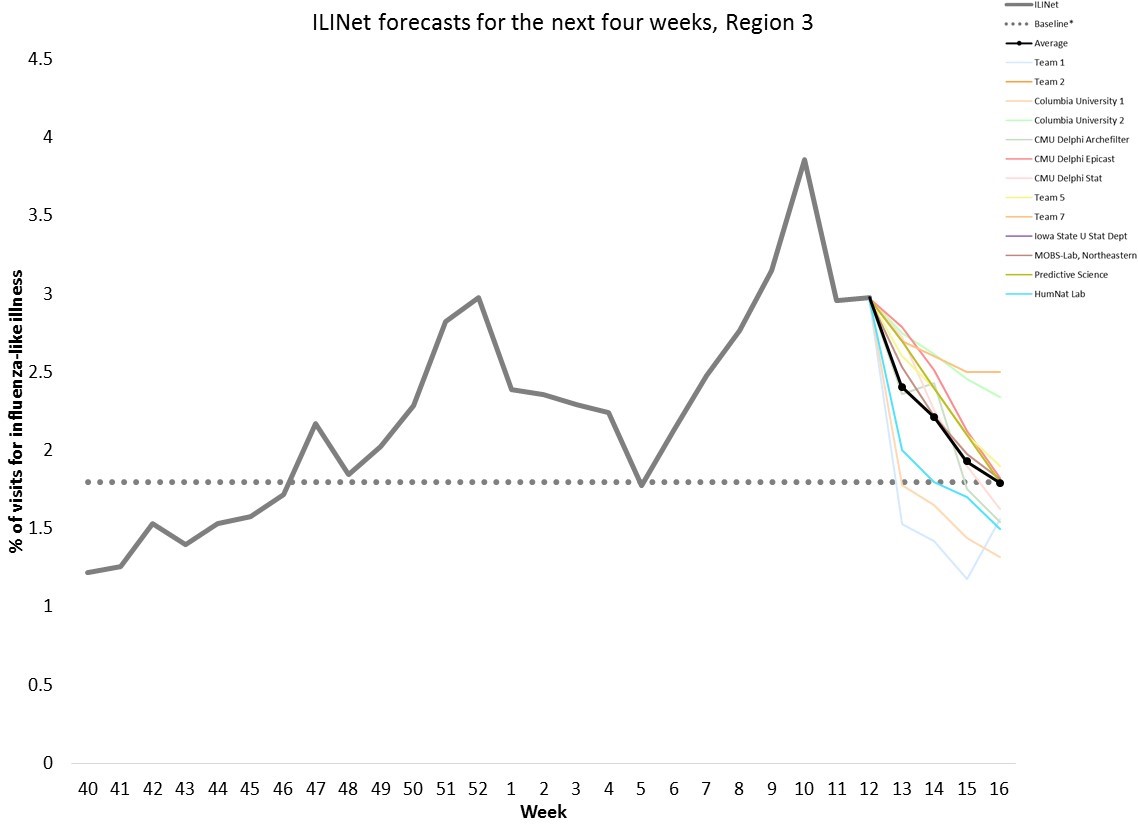 ILINet forecasts for the next four weeks, Region 3
ILINet
Baseline*
Average
Team 1
Team 2
Columbia University 1
Columbia University 2
CMU Delphi Archefilter
CMU Delphi Epicast
CMU Delphi Stat
Team 5
Team 7
Iowa State U Stat Dept
MOBS-Lab, Northeastern
Predictive Science
HumNat Lab
% of visits for influenza-like illness
4.5
4
3.5
3
2.5
2
1.5
1
0.5
0
40 41 42 43 44 45 46 47 48 49 50 51 52 1 2 3 4 5 6 7 8 9 10 11 12 13 14 15 16
Week